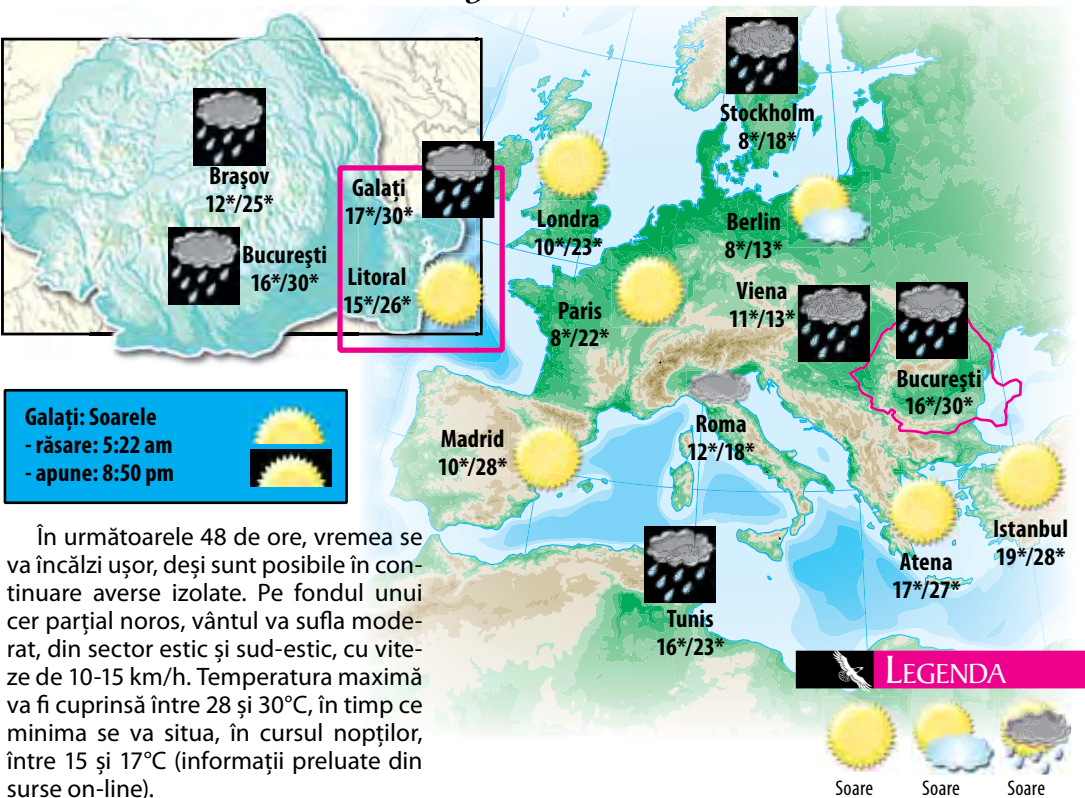 Stockholm
8*/18*
Brașov
12*/25*
Galați
17*/30*
București
16*/30*
Litoral
15*/26*
Londra
10*/23*
Berlin
8*/13*
Paris
8*/22*
Viena
11*/13*
București
16*/30*
Galați: Soarele
- răsare: 5:22 am
- apune: 8:50 pm
Madrid
10*/28*
Roma
12*/18*
Istanbul
19*/28*
Atena
17*/27*
Tunis
16*/23*
În următoarele 48 de ore, vremea se
va încălzi ușor, deși sunt posibile în con-
tinuare averse izolate. Pe fondul unui
cer parțial noros, vântul va sufla mode-
rat, din sector estic și sud-estic, cu vite-
ze de 10-15 km/h. Temperatura maximă
va fi cuprinsă între 28 și 30°C, în timp ce
minima se va situa, în cursul nopților,
între 15 și 17°C (informații preluate din
surse on-line).
LEGENDA
Soare Soare Soare